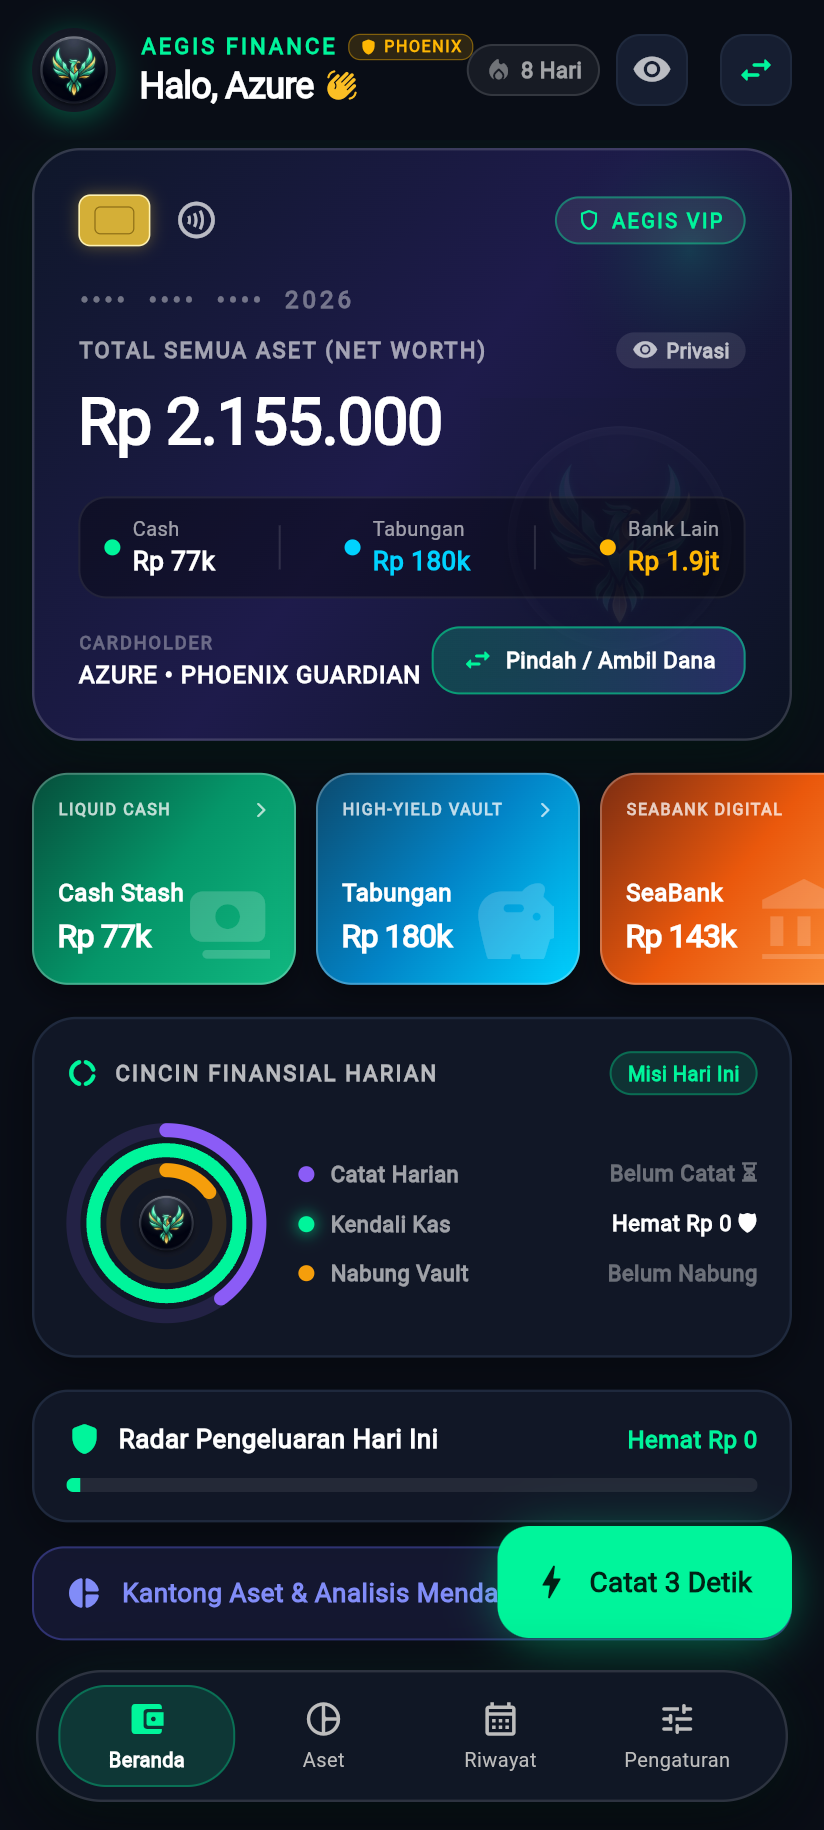 AEGIS FINANCE
PHOENIX
Halo, Azure 👋
8 Hari
AEGIS VIP
•••• •••• •••• 2026
TOTAL SEMUA ASET (NET WORTH)
Privasi
Rp 2.155.000
Cash
Rp 77k
Tabungan
Rp 180k
Bank Lain
Rp 1.9jt
CARDHOLDER
AZURE • PHOENIX GUARDIAN
Pindah / Ambil Dana
LIQUID CASH
Cash Stash
Rp 77k
HIGH-YIELD VAULT
Tabungan
Rp 180k
SEABANK DIGITAL
SeaBank
Rp 143k
CINCIN FINANSIAL HARIAN
Misi Hari Ini
Catat Harian
Belum Catat ⏳
Kendali Kas
Hemat Rp 0 🛡
Nabung Vault
Belum Nabung
Radar Pengeluaran Hari Ini
Hemat Rp 0
Kantong Aset & Analisis Menda
Catat 3 Detik
Beranda
Aset
Riwayat
Pengaturan